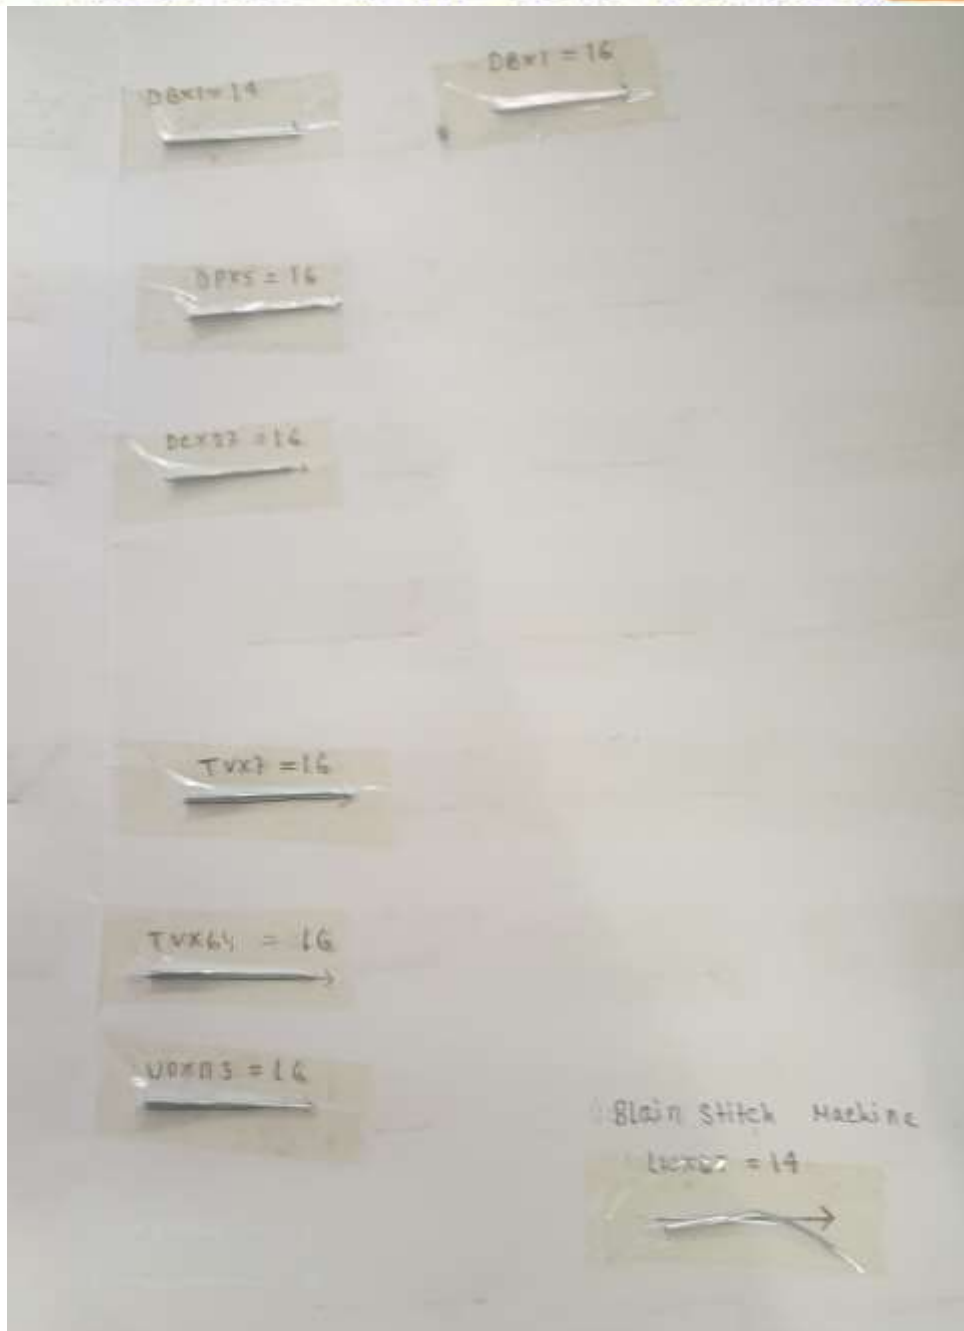 DBX1=14
DBX1 = 16
DPX5 = 16
DCX27 = 16
TVX7 = 16
TVX64 = 16
= 16
Blain Stitch Machine
= 14